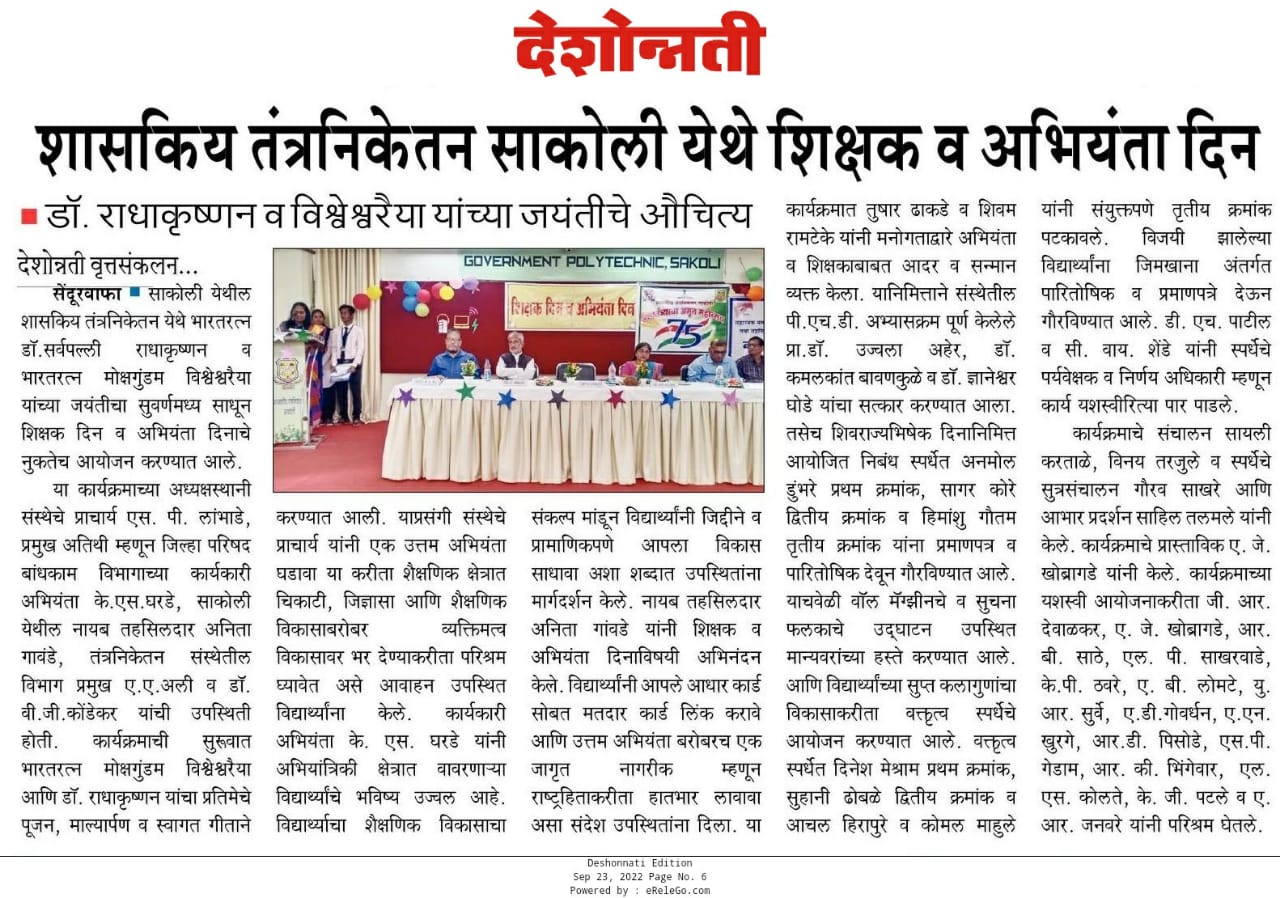 देशोन्नती
शासकिय तंत्रनिकेतन साकोली येथे शिक्षक व अभियंता दिन
डॉ. राधाकृष्णन व विश्वेश्वरैया यांच्या जयंतीचे औचित्य
देशोन्नती वृत्तसंकलन...
सेंदूरवाफा ■ साकोली येथील
शासकिय तंत्रनिकेतन येथे भारतरत्न
डॉ.सर्वपल्ली राधाकृष्णन व
भारतरत्न मोक्षगुंडम विश्वेश्वरैया
यांच्या जयंतीचा सुवर्णमध्य साधून
शिक्षक दिन व अभियंता दिनाचे
नुकतेच आयोजन करण्यात आले.
या कार्यक्रमाच्या अध्यक्षस्थानी
संस्थेचे प्राचार्य एस. पी. लांभाडे,
प्रमुख अतिथी म्हणून जिल्हा परिषद
बांधकाम विभागाच्या कार्यकारी
अभियंता के.एस.घरडे, साकोली
येथील नायब तहसिलदार अनिता
गावंडे, तंत्रनिकेतन संस्थेतील
विभाग प्रमुख ए.ए.अली व डॉ.
वी.जी.कोंडेकर यांची उपस्थिती
होती. कार्यक्रमाची सुरूवात
भारतरत्न मोक्षगुंडम विश्वेश्वरैया
आणि डॉ. राधाकृष्णन यांचा प्रतिमेचे
पूजन, माल्यार्पण व स्वागत गीताने
GOVERNMENT POLYTECHNIC, SAKOLI
शिक्षक दिन व अभियंता दिन
75
करण्यात आली. याप्रसंगी संस्थेचे
प्राचार्य यांनी एक उत्तम अभियंता
घडावा या करीता शैक्षणिक क्षेत्रात
चिकाटी, जिज्ञासा आणि शैक्षणिक
विकासाबरोबर व्यक्तिमत्व
विकासावर भर देण्याकरीता परिश्रम
घ्यावेत असे आवाहन उपस्थित
विद्यार्थ्यांना केले. कार्यकारी
अभियंता के. एस. घरडे यांनी
अभियांत्रिकी क्षेत्रात वावरणाऱ्या
विद्यार्थ्यांचे भविष्य उज्वल आहे.
विद्यार्थ्याचा शैक्षणिक विकासाचा
संकल्प मांडून विद्यार्थ्यांनी जिद्दीने व
प्रामाणिकपणे आपला विकास
साधावा अशा शब्दात उपस्थितांना
मार्गदर्शन केले. नायब तहसिलदार
अनिता गांवडे यांनी शिक्षक व
अभियंता दिनाविषयी अभिनंदन
केले. विद्यार्थ्यांनी आपले आधार कार्ड
सोबत मतदार कार्ड लिंक करावे
आणि उत्तम अभियंता बरोबरच एक
जागृत नागरीक म्हणून
राष्ट्रहिताकरीता हातभार लावावा
असा संदेश उपस्थितांना दिला. या
कार्यक्रमात तुषार ढाकडे व शिवम
रामटेके यांनी मनोगताद्वारे अभियंता
व शिक्षकाबाबत आदर व सन्मान
व्यक्त केला. यानिमित्ताने संस्थेतील
पी.एच.डी. अभ्यासक्रम पूर्ण केलेले
प्रा.डॉ. उज्वला अहेर, डॉ.
कमलकांत बावणकुळे व डॉ. ज्ञानेश्वर
घोडे यांचा सत्कार करण्यात आला.
तसेच शिवराज्यभिषेक दिनानिमित्त
आयोजित निबंध स्पर्धेत अनमोल
डुंभरे प्रथम क्रमांक, सागर कोरे
द्वितीय क्रमांक व हिमांशु गौतम
तृतीय क्रमांक यांना प्रमाणपत्र व
पारितोषिक देवून गौरविण्यात आले.
याचवेळी वॉल मॅग्झीनचे व सुचना
फलकाचे उद्घाटन उपस्थित
मान्यवरांच्या हस्ते करण्यात आले.
आणि विद्यार्थ्यांच्या सुप्त कलागुणांचा
विकासाकरीता वक्तृत्व स्पर्धेचे
आयोजन करण्यात आले. वक्तृत्व
स्पर्धेत दिनेश मेश्राम प्रथम क्रमांक,
सुहानी ढोबळे द्वितीय क्रमांक व
आचल हिरापुरे व कोमल माहुले
यांनी संयुक्तपणे तृतीय क्रमांक
पटकावले. विजयी झालेल्या
विद्यार्थ्यांना जिमखाना अंतर्गत
पारितोषिक व प्रमाणपत्रे देऊन
गौरविण्यात आले. डी. एच. पाटील
व सी. वाय. शेंडे यांनी स्पर्धेचे
पर्यवेक्षक व निर्णय अधिकारी म्हणून
कार्य यशस्वीरित्या पार पाडले.
कार्यक्रमाचे संचालन सायली
करताळे, विनय तरजुले व स्पर्धेचे
सुत्रसंचालन गौरव साखरे आणि
आभार प्रदर्शन साहिल तलमले यांनी
केले. कार्यक्रमाचे प्रास्ताविक ए. जे.
खोब्रागडे यांनी केले. कार्यक्रमाच्या
यशस्वी आयोजनाकरीता जी. आर.
देवाळकर, ए. जे. खोब्रागडे, आर.
बी. साठे, एल. पी. साखरवाडे,
के.पी. ठवरे, ए. बी. लोमटे, यु.
आर. सुर्वे, ए.डी.गोवर्धन, ए.एन.
खुरगे, आर.डी. पिसोडे, एस.पी.
गेडाम, आर. की. भिंगेवार, एल.
एस. कोलते, के. जी. पटले व ए.
आर. जनवरे यांनी परिश्रम घेतले.
Deshonnati Edition
Sep 23, 2022 Page No. 6
Powered by : eReleGo.com